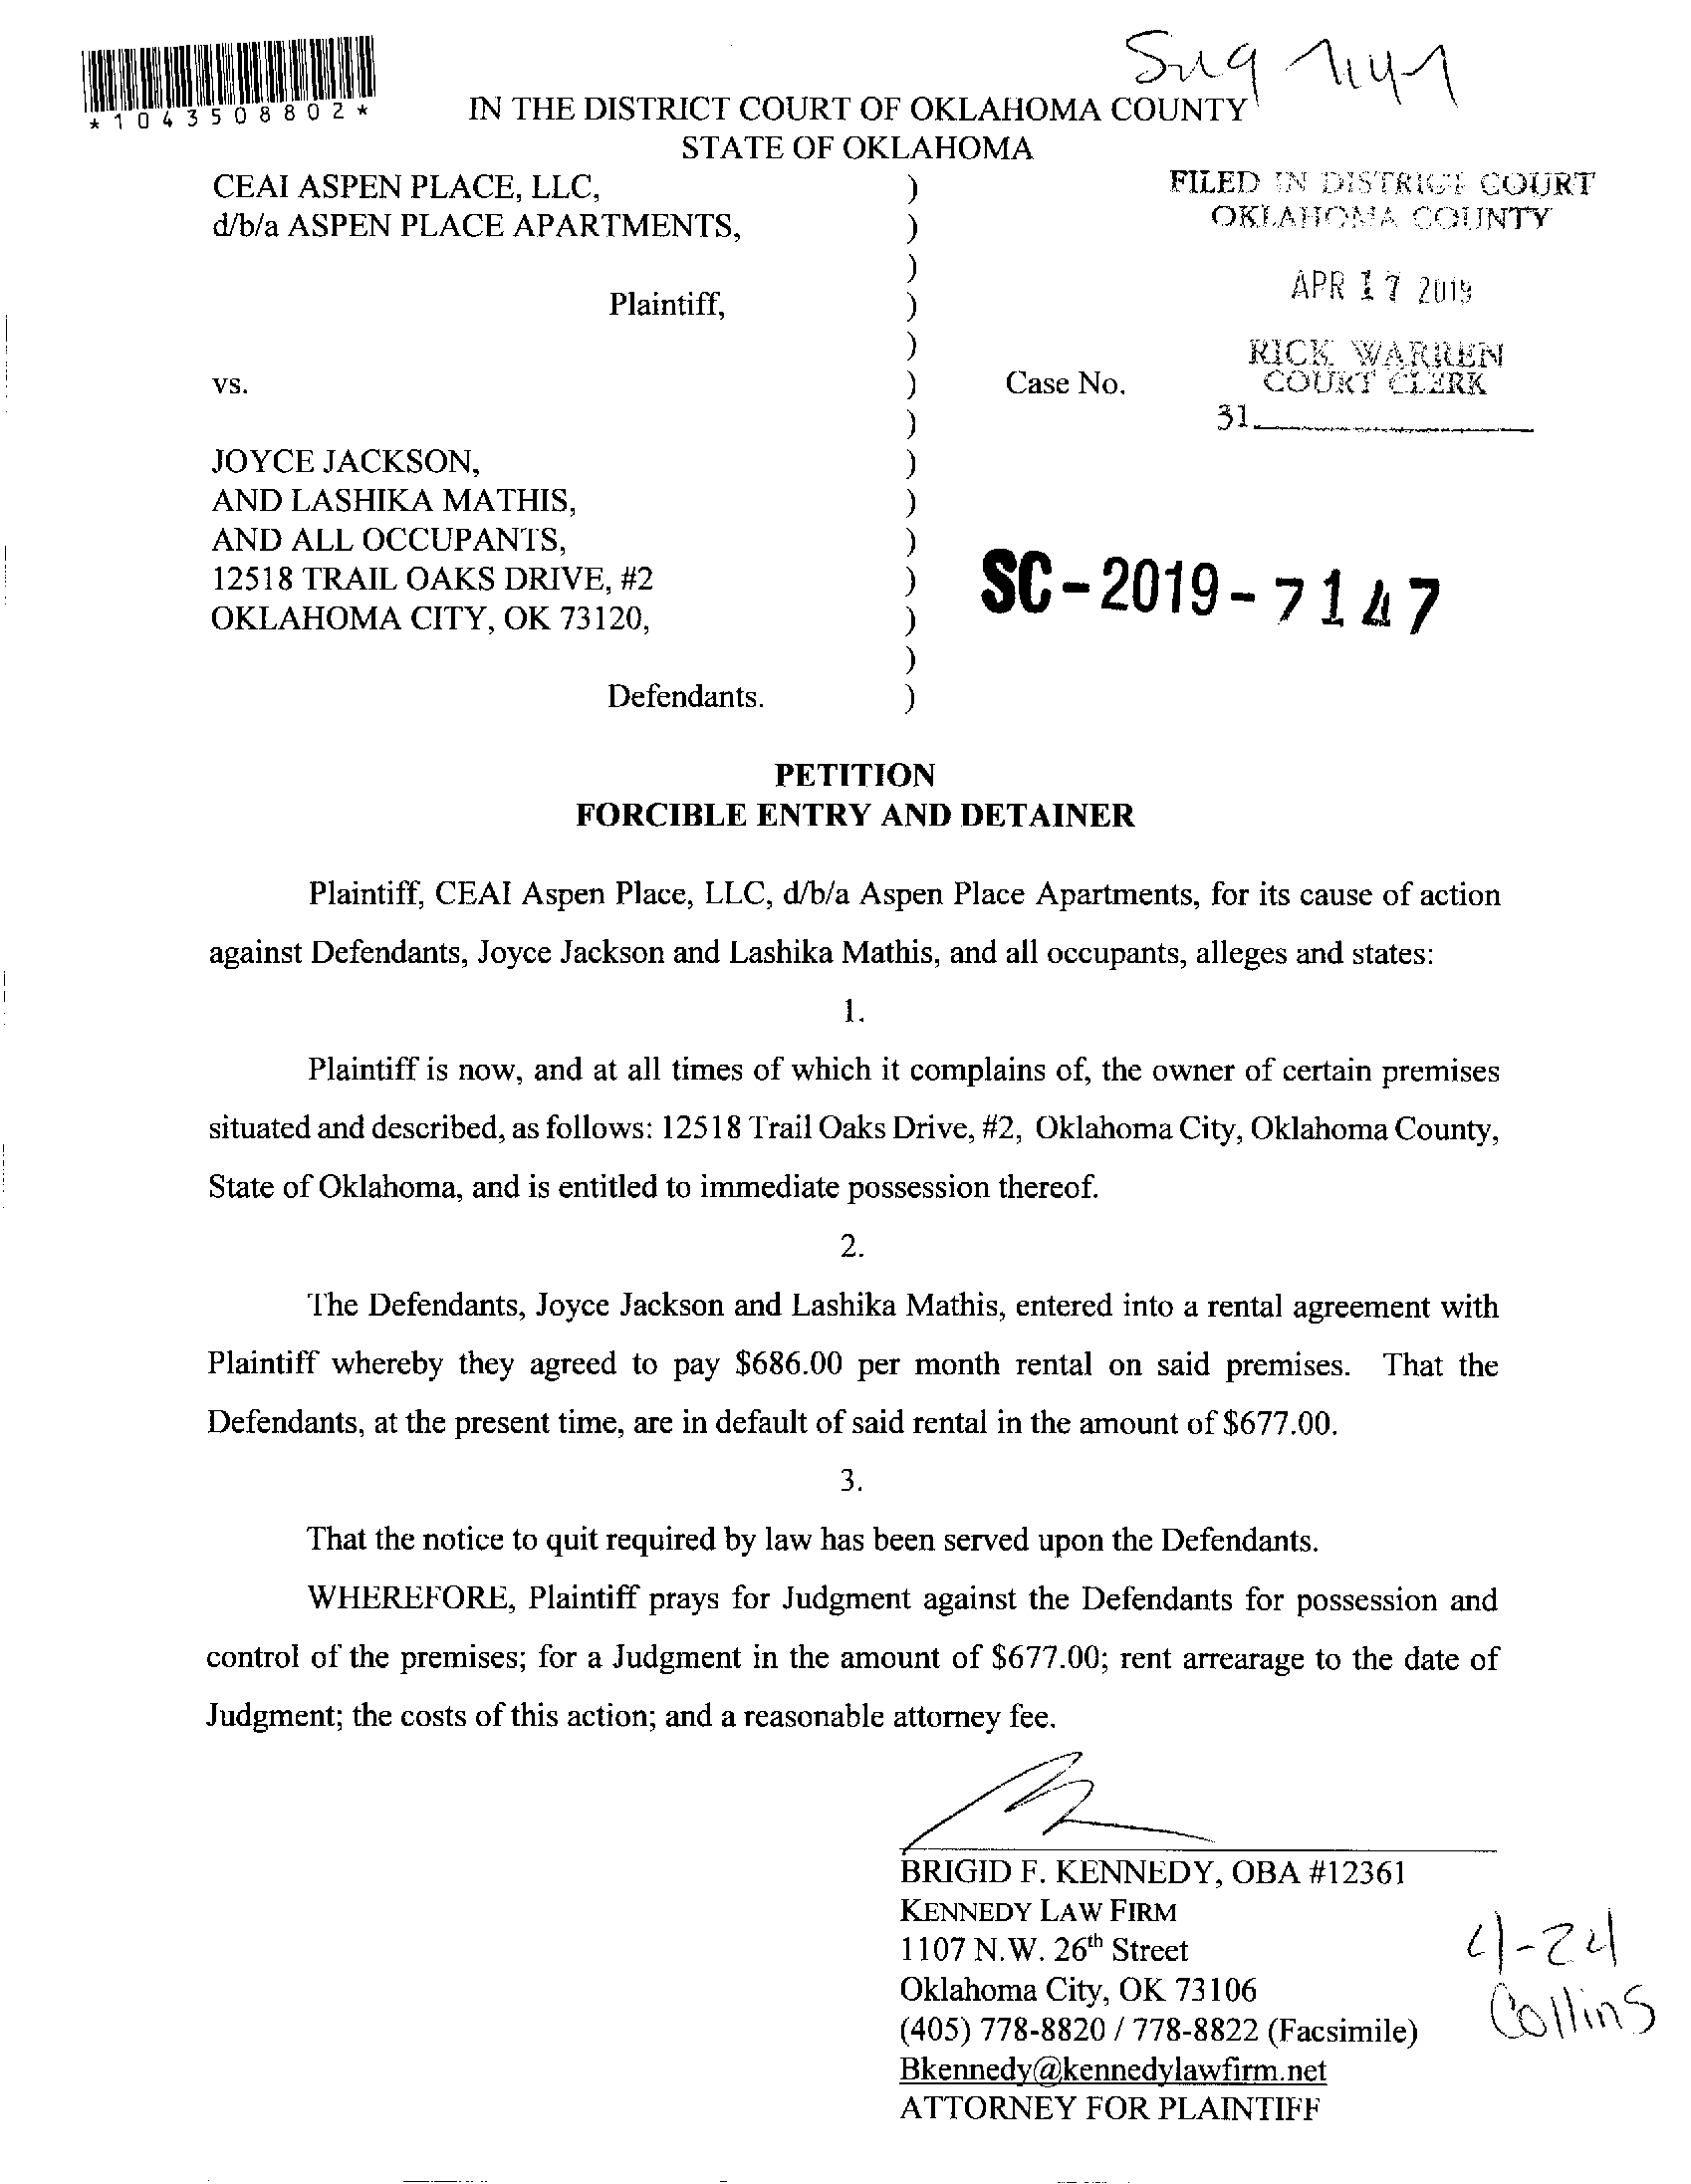 *1043508802*
IN THE DISTRICT COURT OF OKLAHOMA COUNTY
STATE OF OKLAHOMA
CEAI ASPEN PLACE, LLC, )
d/b/a ASPEN PLACE APARTMENTS, )
)
Plaintiff, )
)
vs. ) Case No.
)
JOYCE JACKSON, )
AND LASHIKA MATHIS, )
AND ALL OCCUPANTS, )
12518 TRAIL OAKS DRIVE, #2 )
OKLAHOMA CITY, OK 73120, )
)
Defendants. )
FILED IN DISTRICT COURT
OKLAHOMA COUNTY
APR 17 2019
RICK WARREN
COURT CLERK
31
SC-2019-7147
PETITION
FORCIBLE ENTRY AND DETAINER
Plaintiff, CEAI Aspen Place, LLC, d/b/a Aspen Place Apartments, for its cause of action
against Defendants, Joyce Jackson and Lashika Mathis, and all occupants, alleges and states:
1.
Plaintiff is now, and at all times of which it complains of, the owner of certain premises
situated and described, as follows: 12518 Trail Oaks Drive, #2, Oklahoma City, Oklahoma County,
State of Oklahoma, and is entitled to immediate possession thereof.
2.
The Defendants, Joyce Jackson and Lashika Mathis, entered into a rental agreement with
Plaintiff whereby they agreed to pay $686.00 per month rental on said premises. That the
Defendants, at the present time, are in default of said rental in the amount of $677.00.
3.
That the notice to quit required by law has been served upon the Defendants.
WHEREFORE, Plaintiff prays for Judgment against the Defendants for possession and
control of the premises; for a Judgment in the amount of $677.00; rent arrearage to the date of
Judgment; the costs of this action; and a reasonable attorney fee.
BRIGID F. KENNEDY, OBA #12361
KENNEDY LAW FIRM
1107 N.W. 26th Street
Oklahoma City, OK 73106
(405) 778-8820 / 778-8822 (Facsimile)
Bkennedy@kennedylawfirm.net
ATTORNEY FOR PLAINTIFF
4-24
Collins